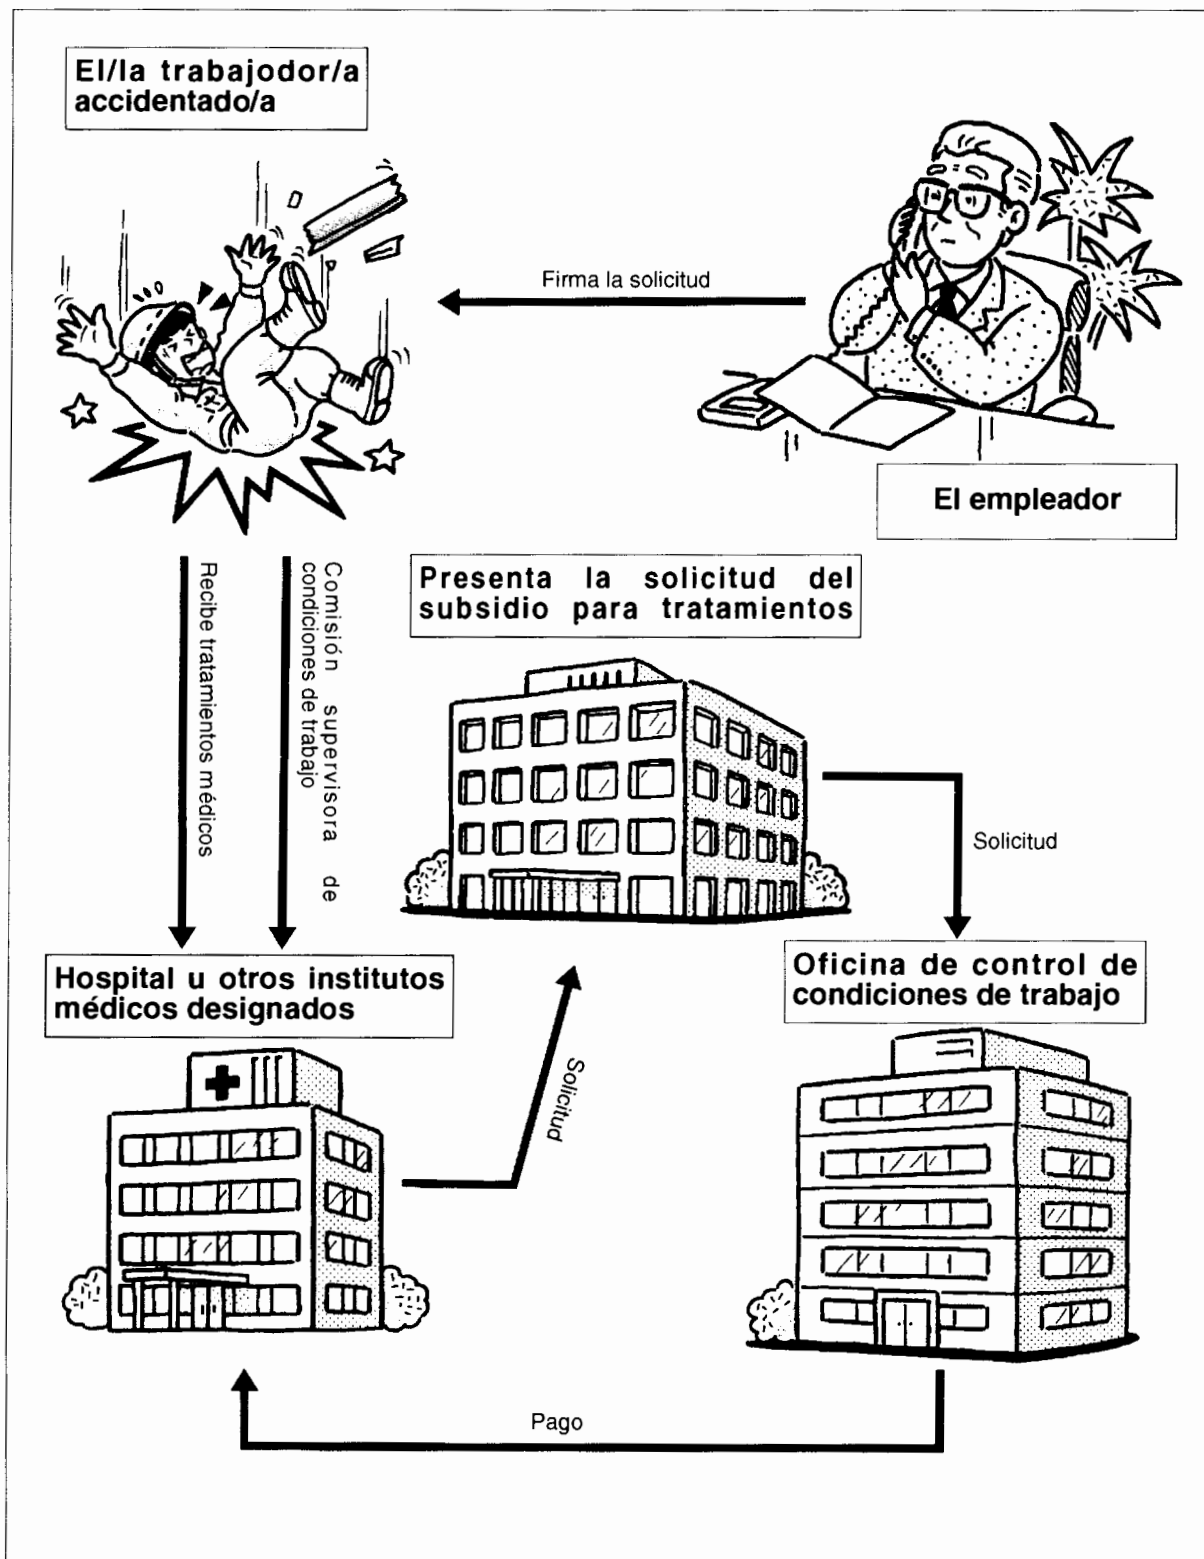 El/la trabajodor/a
accidentado/a
Firma la solicitud
El empleador
Recibe tratamientos médicos
Comisión supervisora de
condiciones de trabajo
Presenta la solicitud del
subsidio para tratamientos
Solicitud
Hospital u otros institutos
médicos designados
Oficina de control de
condiciones de trabajo
Solicitud
Pago